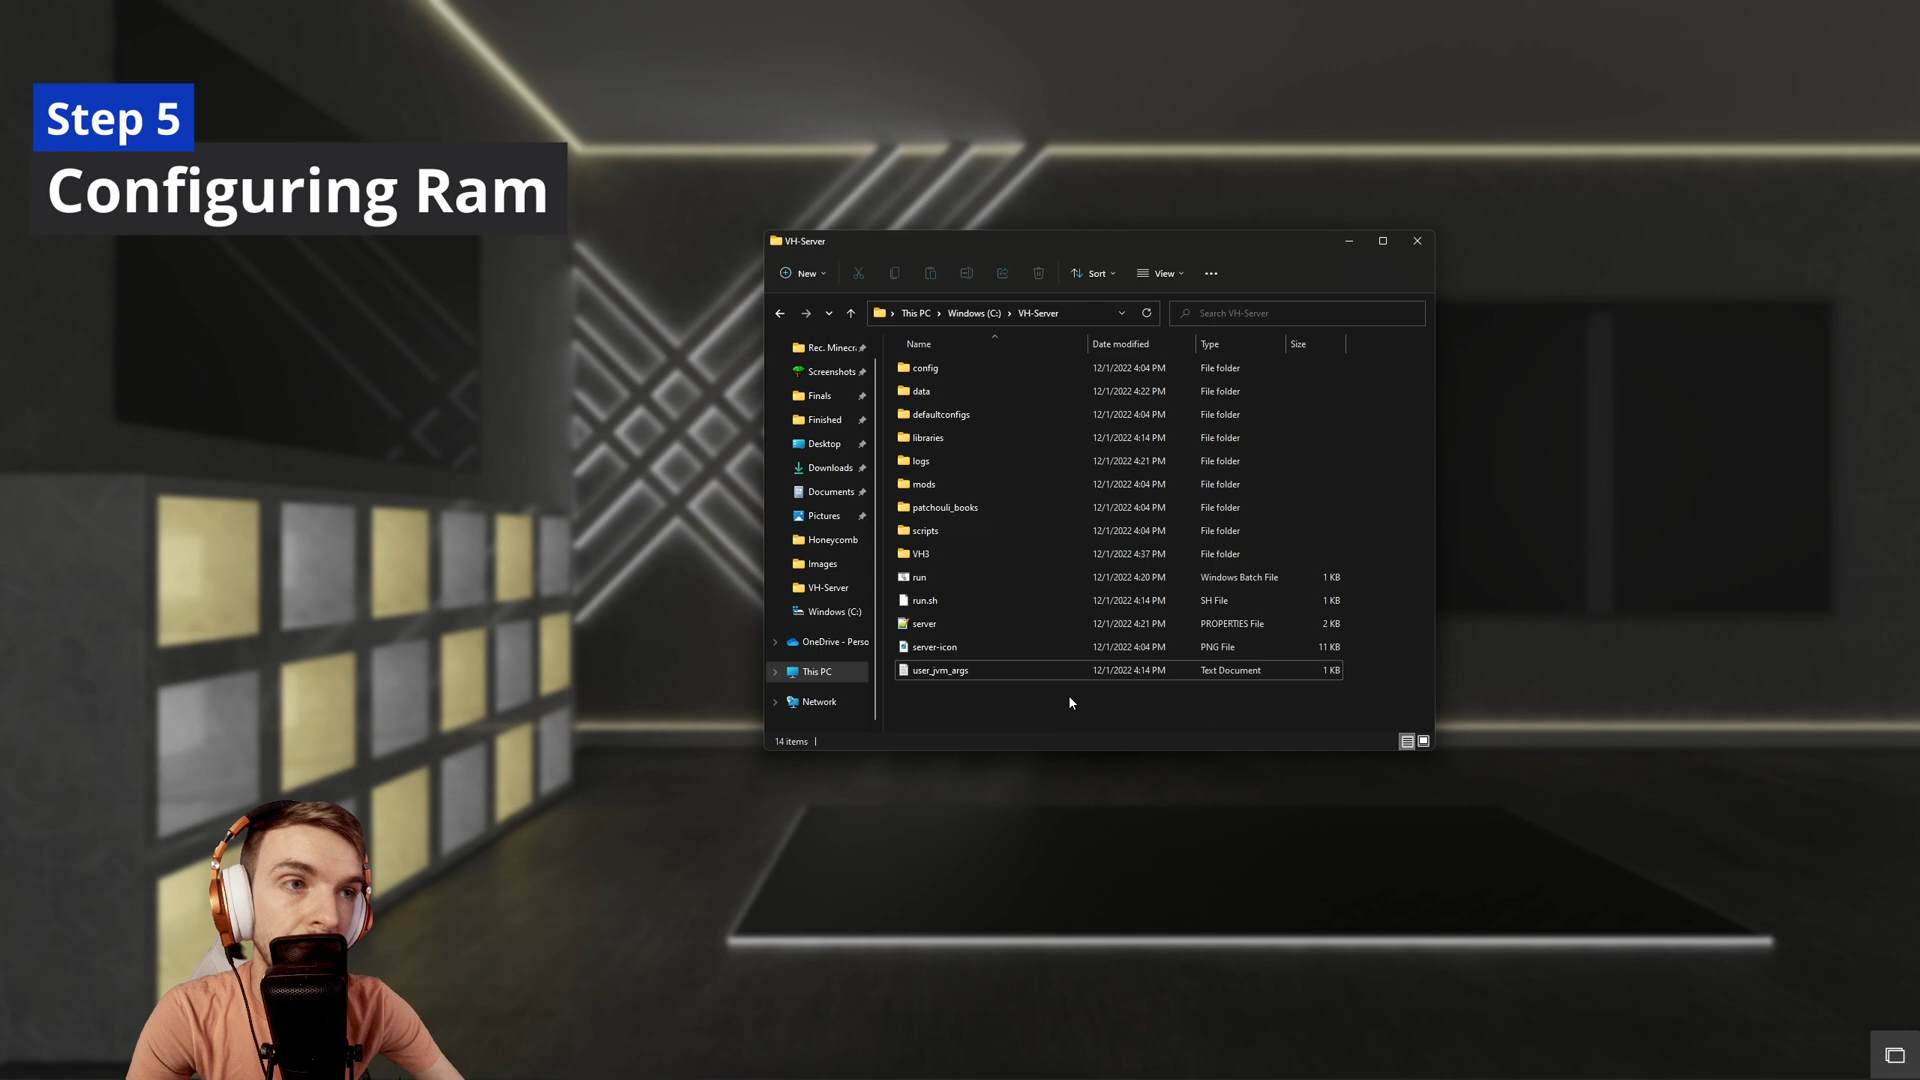 Step 5
Configuring Ram
VH-Server
New
Sort
View
This PC > Windows (C:) > VH-Server
Search VH-Server
Name Date modified Type Size
Rec. Minecr
Screenshots
Finals
Finished
Desktop
Downloads
Documents
Pictures
Honeycomb
Images
VH-Server
Windows (C:)
OneDrive - Perso
This PC
Network
config 12/1/2022 4:04 PM File folder
data 12/1/2022 4:22 PM File folder
defaultconfigs 12/1/2022 4:04 PM File folder
libraries 12/1/2022 4:14 PM File folder
logs 12/1/2022 4:21 PM File folder
mods 12/1/2022 4:04 PM File folder
patchouli_books 12/1/2022 4:04 PM File folder
scripts 12/1/2022 4:04 PM File folder
VH3 12/1/2022 4:37 PM File folder
run 12/1/2022 4:20 PM Windows Batch File 1 KB
run.sh 12/1/2022 4:14 PM SH File 1 KB
server 12/1/2022 4:21 PM PROPERTIES File 2 KB
server-icon 12/1/2022 4:04 PM PNG File 11 KB
user_jvm_args 12/1/2022 4:14 PM Text Document 1 KB
14 items